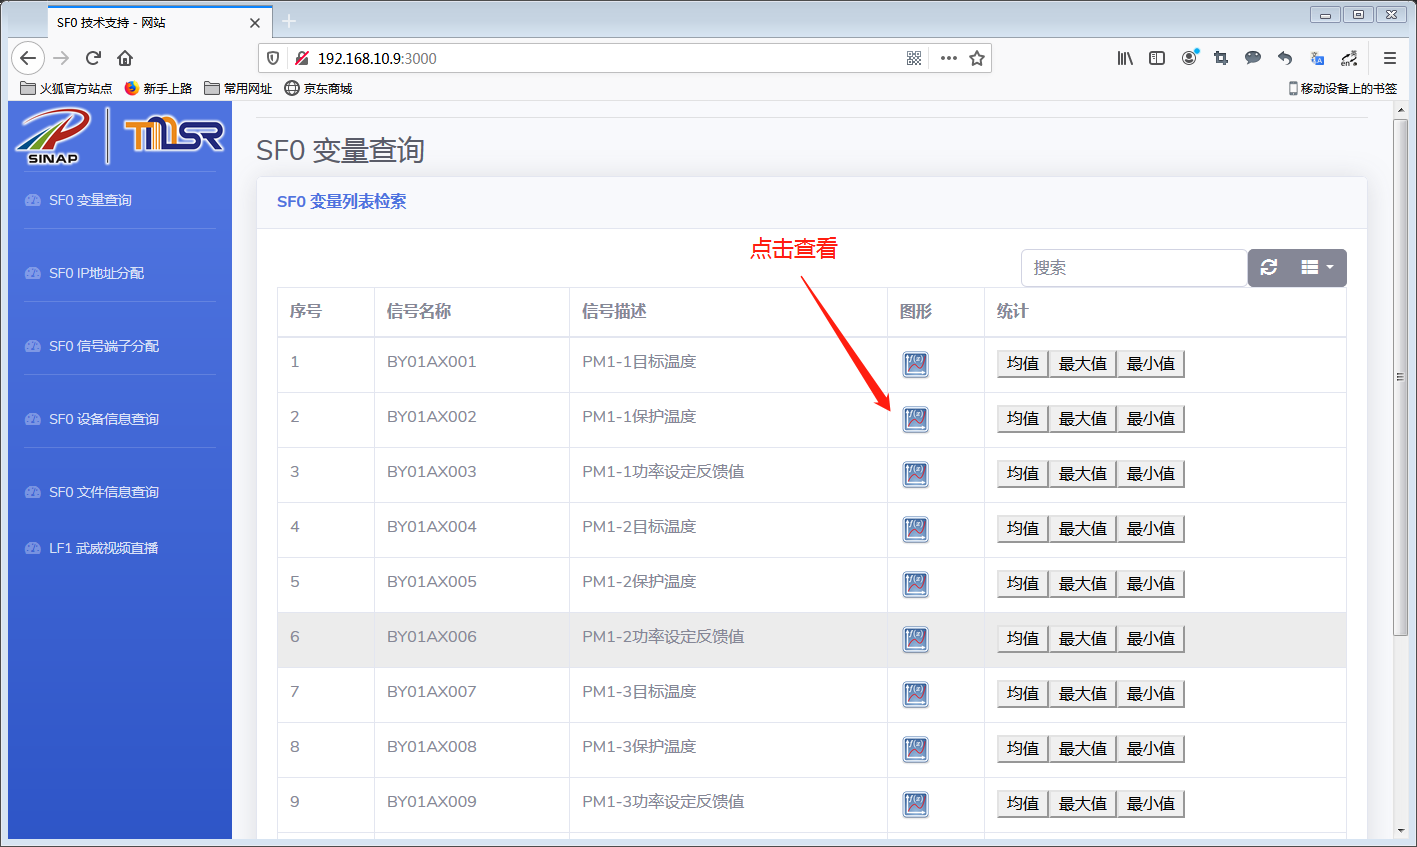 SF0 技术支持 - 网站
192.168.10.9:3000
火狐官方站点 新手上路 常用网址 京东商城 移动设备上的书签
SINAP TMSR
SF0 变量查询
SF0 IP地址分配
SF0 信号端子分配
SF0 设备信息查询
SF0 文件信息查询
LF1 武威视频直播
SF0 变量查询
SF0 变量列表检索
点击查看
搜索
序号 信号名称 信号描述 图形 统计
1 BY01AX001 PM1-1目标温度 f(x) 均值 最大值 最小值
2 BY01AX002 PM1-1保护温度 f(x) 均值 最大值 最小值
3 BY01AX003 PM1-1功率设定反馈值 f(x) 均值 最大值 最小值
4 BY01AX004 PM1-2目标温度 f(x) 均值 最大值 最小值
5 BY01AX005 PM1-2保护温度 f(x) 均值 最大值 最小值
6 BY01AX006 PM1-2功率设定反馈值 f(x) 均值 最大值 最小值
7 BY01AX007 PM1-3目标温度 f(x) 均值 最大值 最小值
8 BY01AX008 PM1-3保护温度 f(x) 均值 最大值 最小值
9 BY01AX009 PM1-3功率设定反馈值 f(x) 均值 最大值 最小值